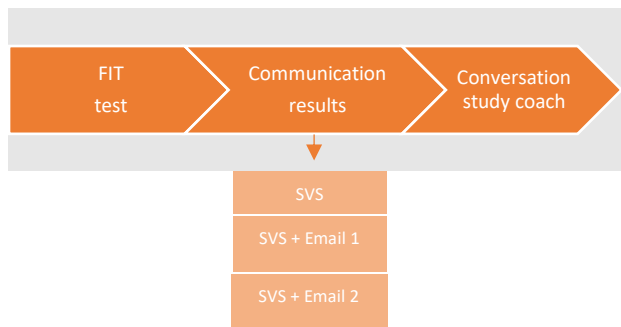 FIT
test
Communication
results
Conversation
study coach
SVS
SVS + Email 1
SVS + Email 2